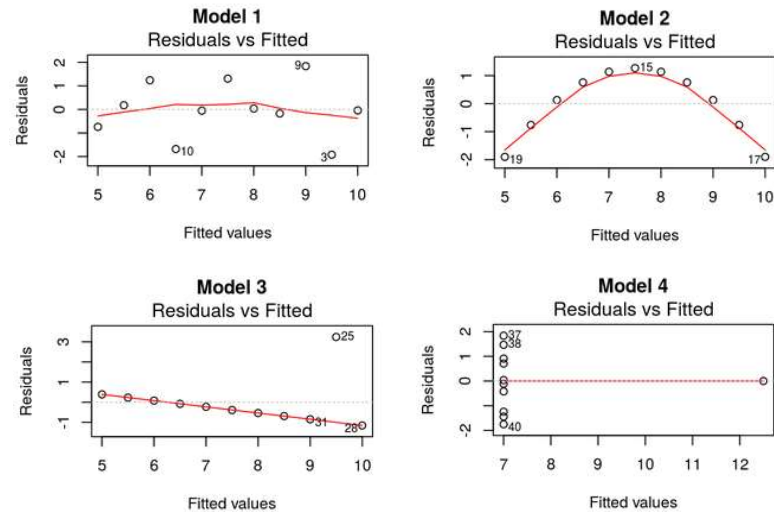 Model 1
Residuals vs Fitted
Residuals
2
1
0
-2
9
10
3
5 6 7 8 9 10
Fitted values
Model 2
Residuals vs Fitted
Residuals
1
0
-1
-2
15
19
17
5 6 7 8 9 10
Fitted values
Model 3
Residuals vs Fitted
Residuals
3
1
-1
25
31
28
5 6 7 8 9 10
Fitted values
Model 4
Residuals vs Fitted
Residuals
2
1
0
-2
37
38
40
7 8 9 10 11 12
Fitted values